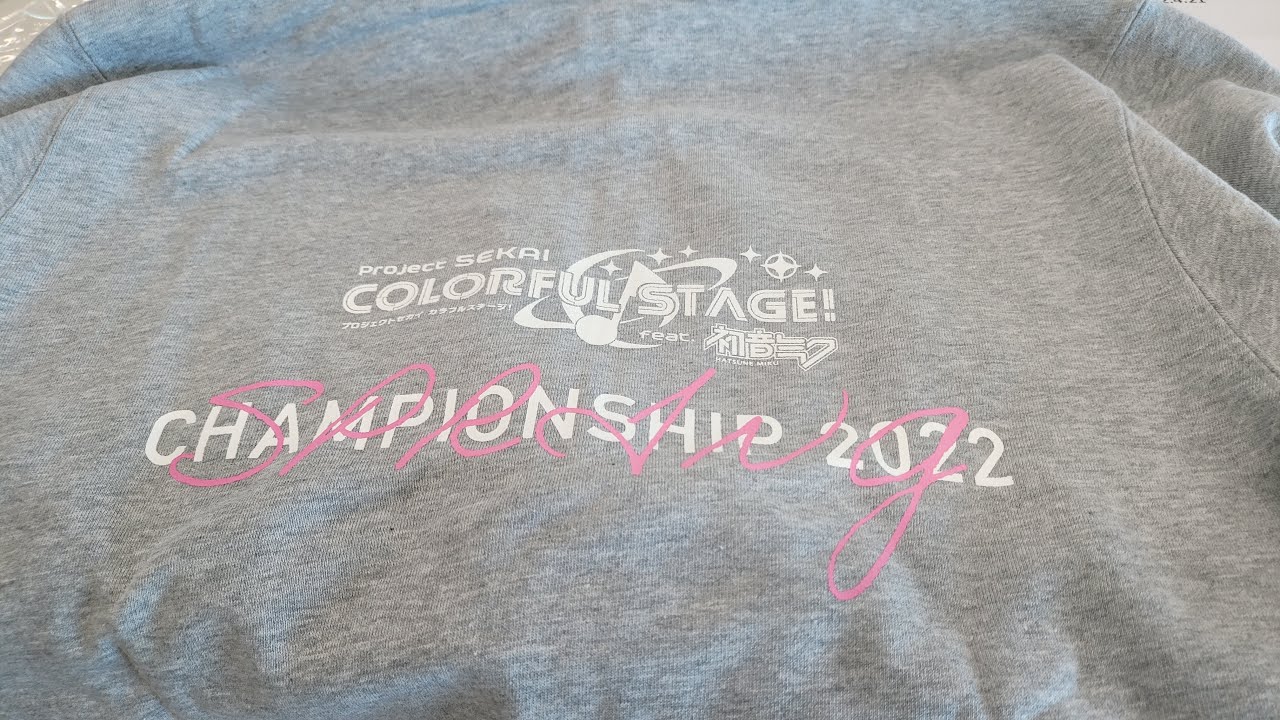 Project SEKAI
COLORFUL STAGE!
プロジェクトセカイ カラフルステージ!
feat. 初音ミク
HATSUNE MIKU
CHAMPIONSHIP 2022
Spring